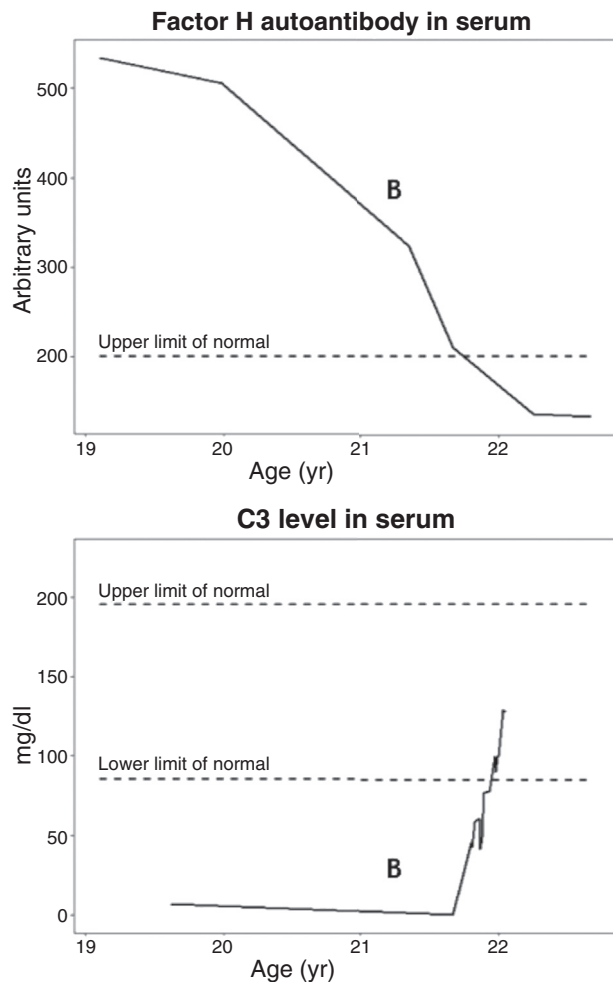 Factor H autoantibody in serum
Arbitrary units
500
400
300
200
Upper limit of normal
B
19 20 21 22
Age (yr)
C3 level in serum
mg/dl
200
150
100
50
0
Upper limit of normal
Lower limit of normal
B
19 20 21 22
Age (yr)